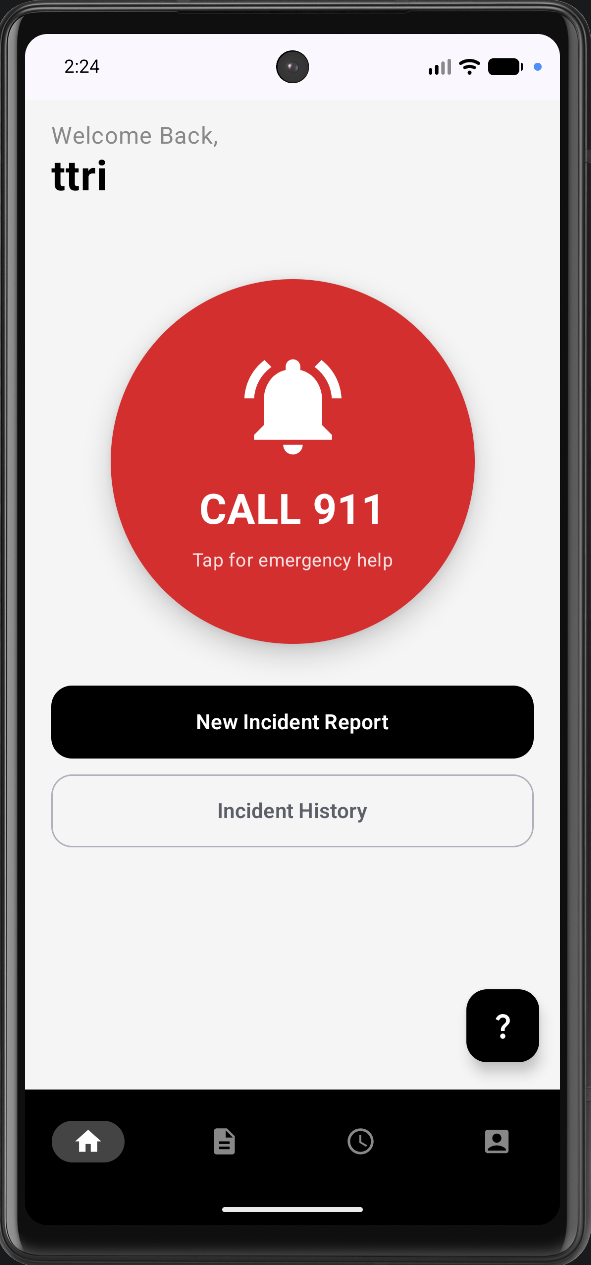 2:24
Welcome Back,
ttri
CALL 911
Tap for emergency help
New Incident Report
Incident History
?